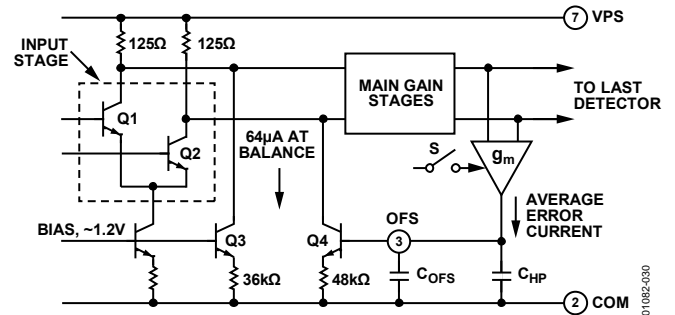 7 VPS
INPUT
STAGE
125Ω
125Ω
MAIN GAIN
STAGES
TO LAST
DETECTOR
Q1
Q2
64µA AT
BALANCE
S
gm
AVERAGE
ERROR
CURRENT
BIAS, ~1.2V
Q3
Q4
OFS
3
36kΩ
48kΩ
COFS
CHP
2 COM
01082-030